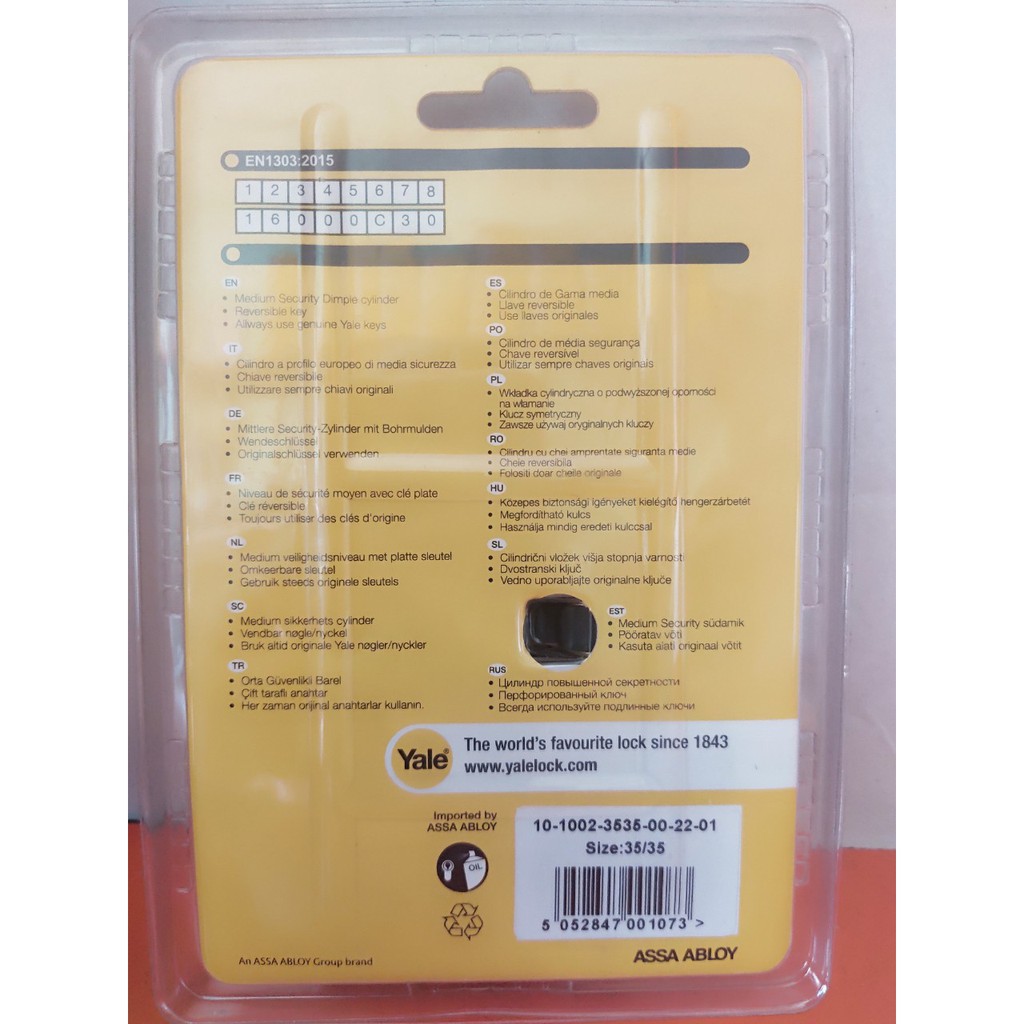 EN1303:2015
1 2 3 4 5 6 7 8
1 6 0 0 0 C 3 0
EN
• Medium Security Dimple cylinder
• Reversible key
• Allways use genuine Yale keys
IT
• Cilindro a profilo europeo di media sicurezza
• Chiave reversibile
• Utilizzare sempre chiavi originali
DE
• Mittlere Security-Zylinder mit Bohrmulden
• Wendeschlüssel
• Originalschlüssel verwenden
FR
• Niveau de sécurité moyen avec clé plate
• Clé réversible
• Toujours utiliser des clés d'origine
NL
• Medium veiligheidsniveau met platte sleutel
• Omkeerbare sleutel
• Gebruik steeds originele sleutels
SC
• Medium sikkerhets cylinder
• Vendbar nøgle/nyckel
• Bruk altid originale Yale nøgler/nyckler
TR
• Orta Güvenlikli Barel
• Çift taraflı anahtar
• Her zaman orijinal anahtarlar kullanın.
ES
• Cilindro de Gama media
• Llave reversible
• Use llaves originales
PO
• Cilindro de média segurança
• Chave reversível
• Utilizar sempre chaves originais
PL
• Wkładka cylindryczna o podwyższonej oporności
na włamanie
• Klucz symetryczny
• Zawsze używaj oryginalnych kluczy
RO
• Cilindru cu chei amprentate siguranta medie
• Cheie reversibila
• Folositi doar cheile originale
HU
• Közepes biztonsági igényeket kielégítő hengerzárbetét
• Megfordítható kulcs
• Használja mindig eredeti kulccsal
SL
• Cilindrični vložek višja stopnja varnosti
• Dvostranski ključ
• Vedno uporabljajte originalne ključe
EST
• Medium Security südamik
• Pööratav võti
• Kasuta alati originaal võtit
RUS
• Цилиндр повышенной секретности
• Перфорированный ключ
• Всегда используйте подлинные ключи
Yale®
The world's favourite lock since 1843
www.yalelock.com
Imported by
ASSA ABLOY
OIL
10-1002-3535-00-22-01
Size:35/35
5 052847 001073 >
An ASSA ABLOY Group brand
ASSA ABLOY